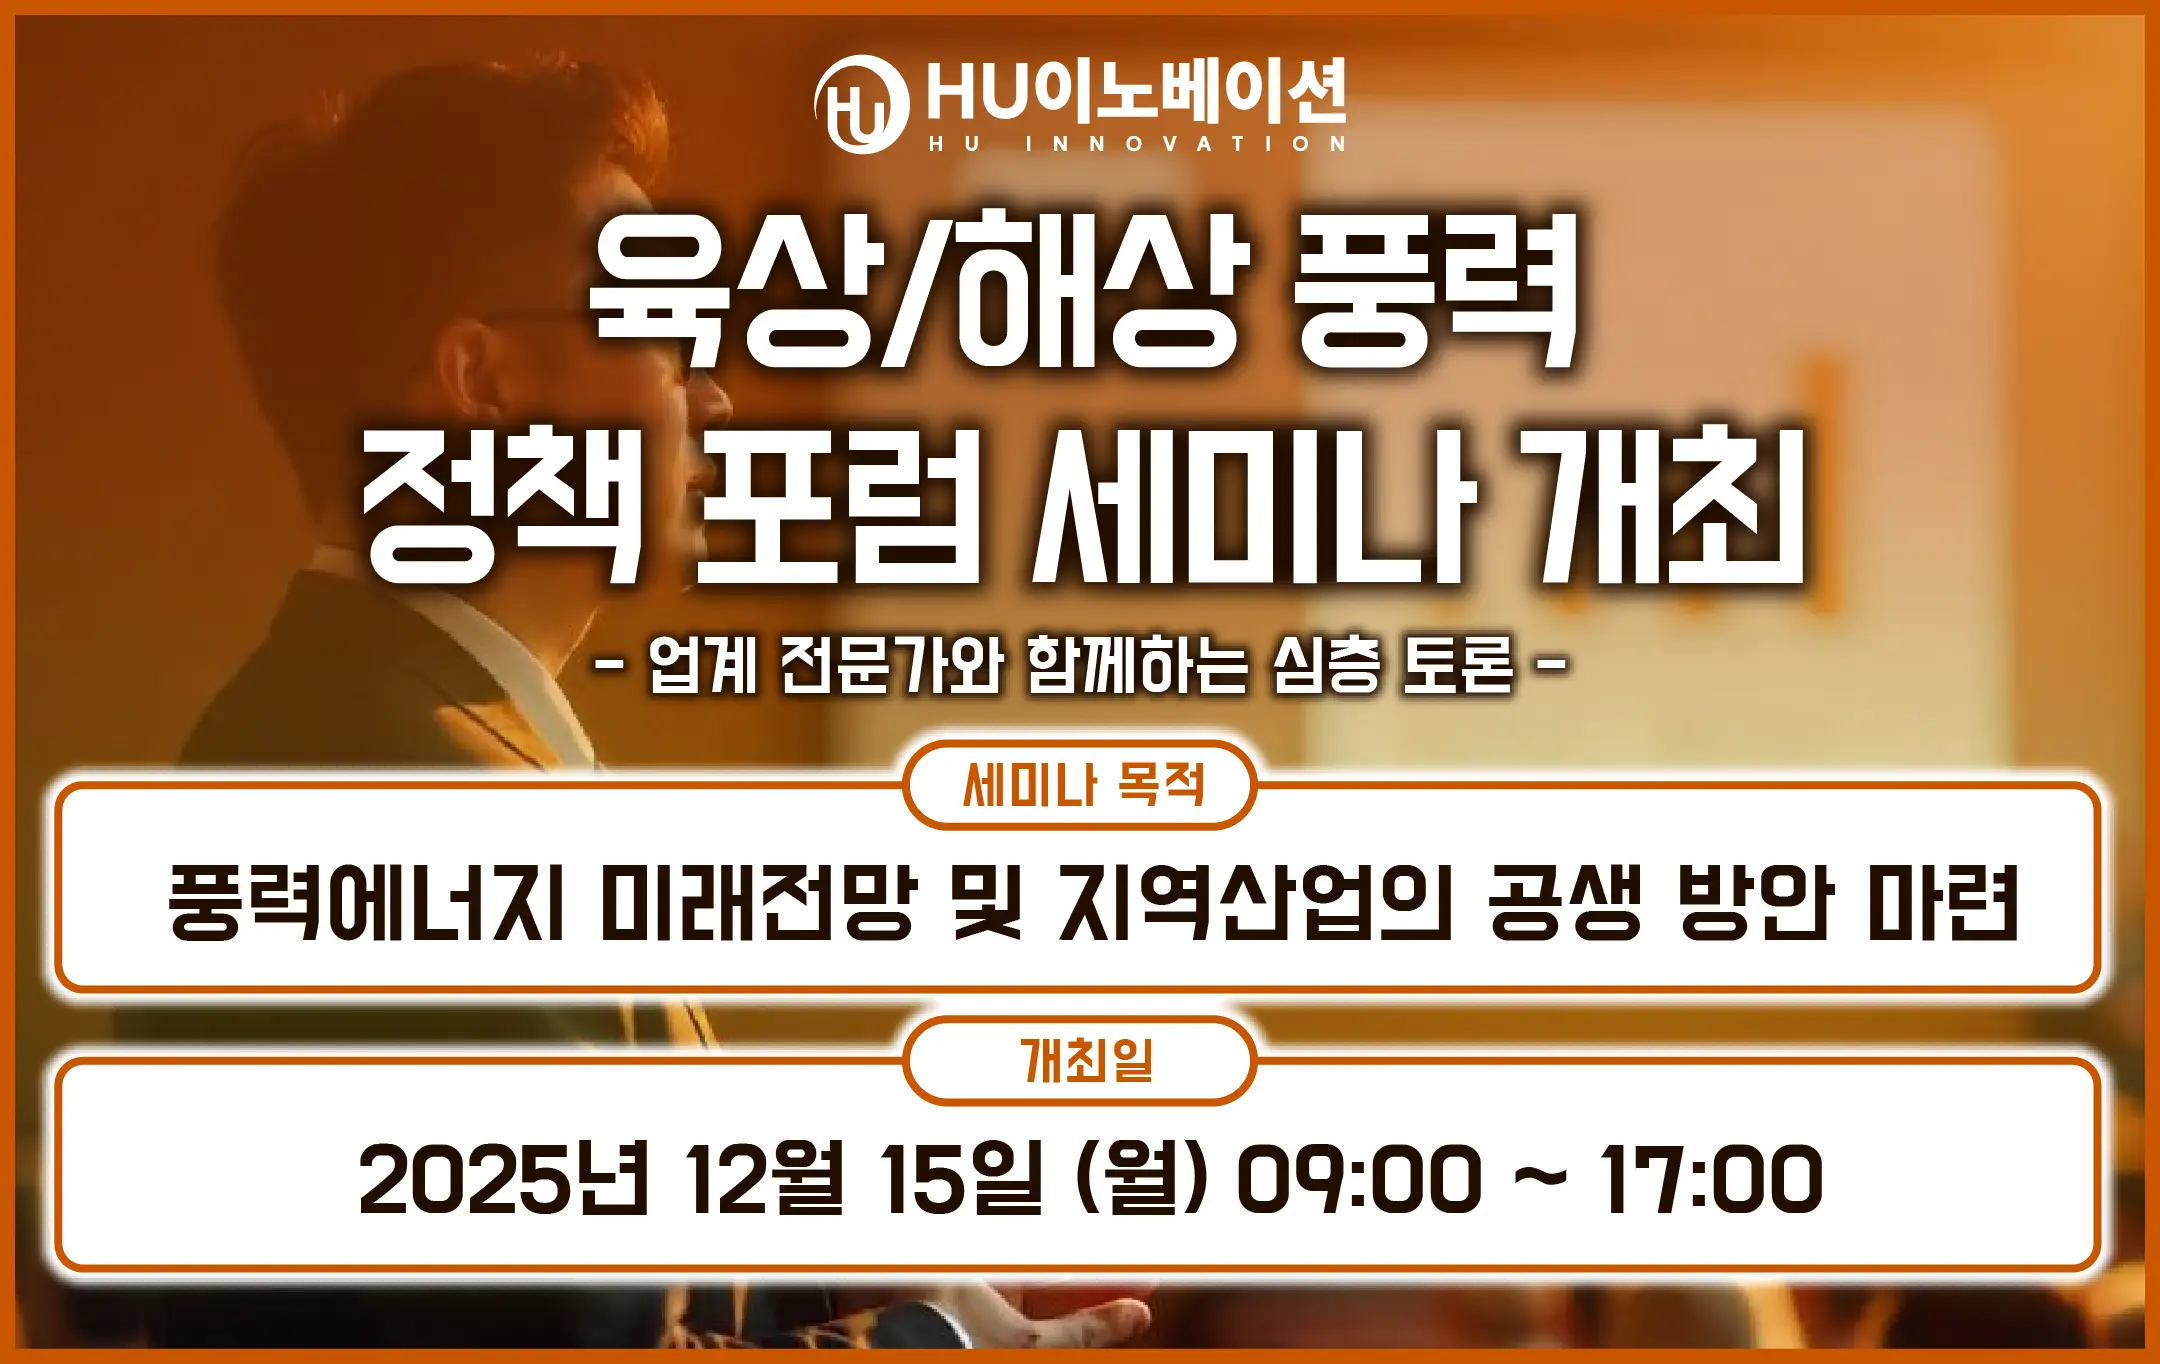 HU
HU이노베이션
HU INNOVATION
육상/해상 풍력
정책 포럼 세미나 개최
- 업계 전문가와 함께하는 심층 토론 -
세미나 목적
풍력에너지 미래전망 및 지역산업의 공생 방안 마련
개최일
2025년 12월 15일 (월) 09:00 ~ 17:00